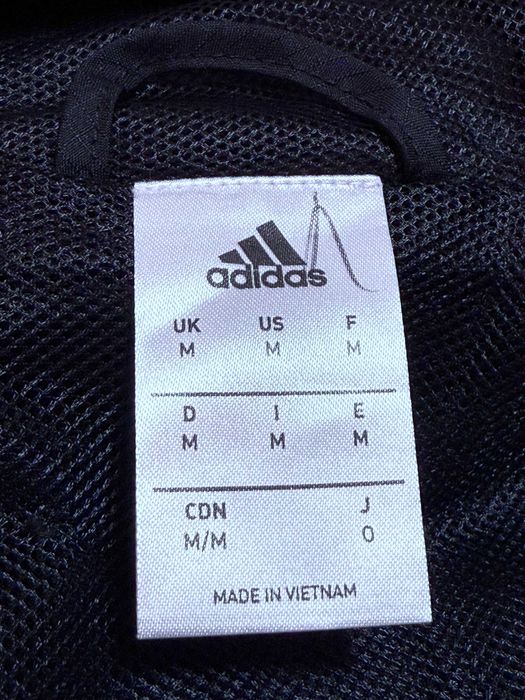 adidas
UK US F
M M M
D I E
M M M
CDN J
M/M O
MADE IN VIETNAM